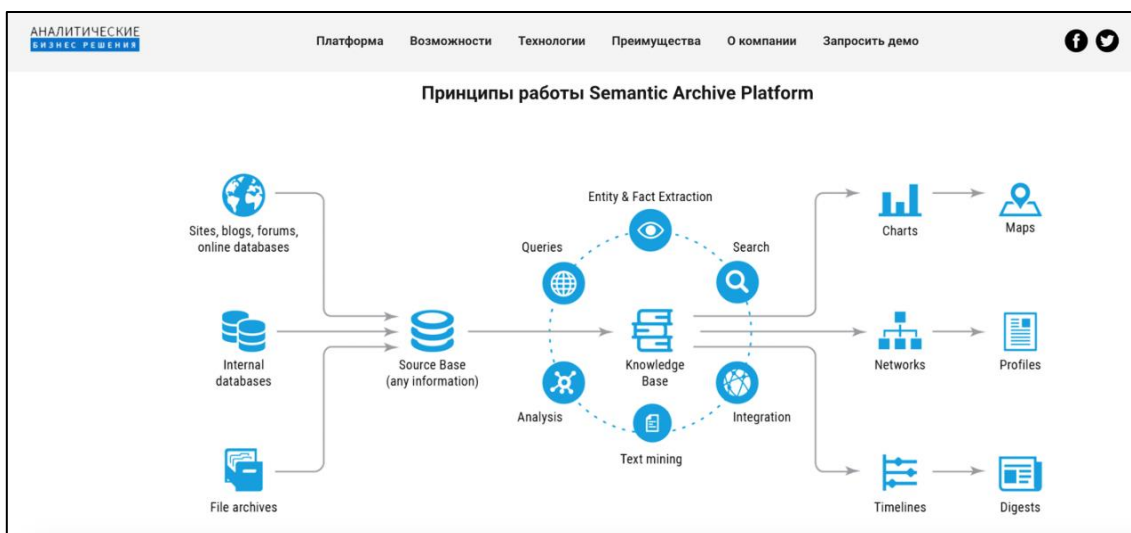 АНАЛИТИЧЕСКИЕ
БИЗНЕС РЕШЕНИЯ
Платформа Возможности Технологии Преимущества О компании Запросить демо
Принципы работы Semantic Archive Platform
Sites, blogs, forums,
online databases
Internal
databases
File archives
Source Base
(any information)
Entity & Fact Extraction
Queries
Search
Knowledge
Base
Analysis
Integration
Text mining
Charts
Maps
Networks
Profiles
Timelines
Digests